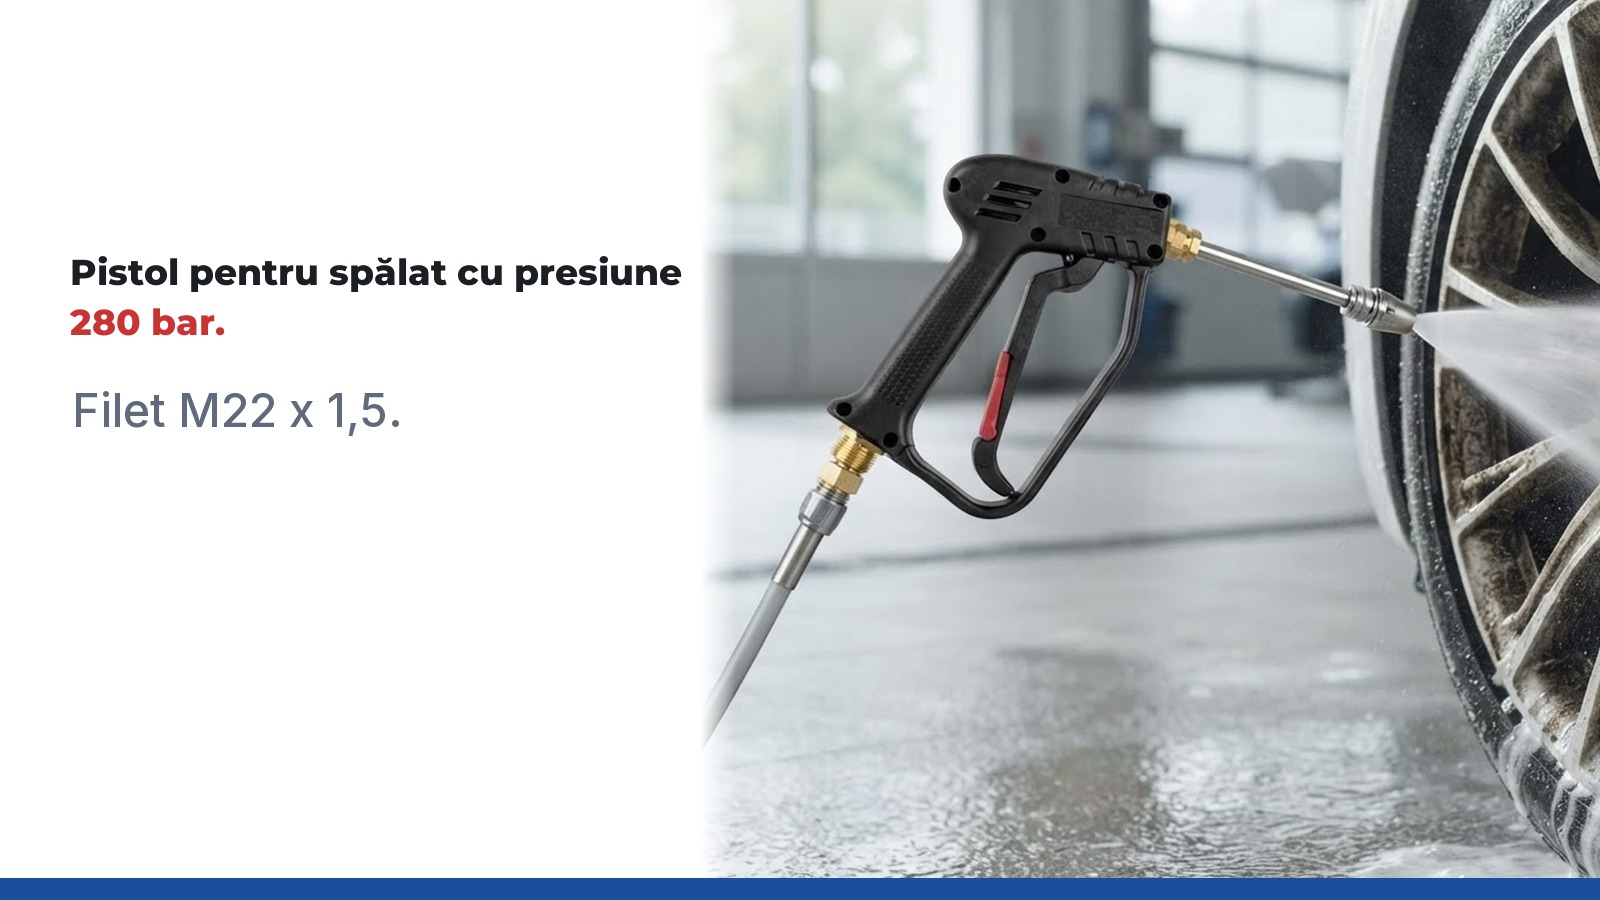 Pistol pentru spălat cu presiune
280 bar.
Filet M22 x 1,5.